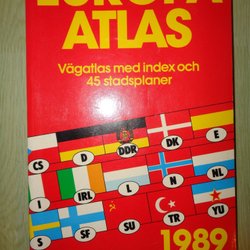 EUROPA
ATLAS
Vägatlas med index och
45 stadsplaner
CS D DDR DK E
I IRL L N NL
S SF SU TR YU
1989